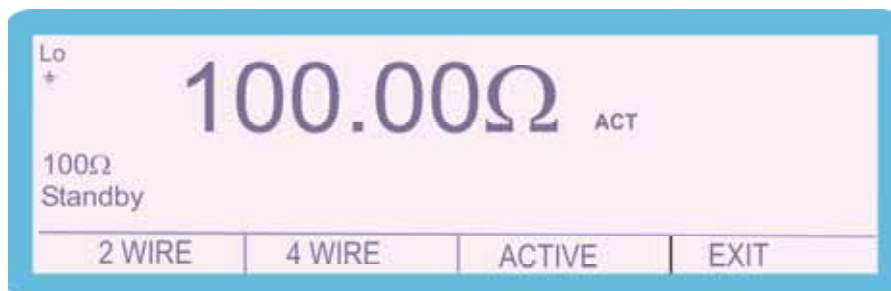 Lo
100.00Ω ACT
100Ω
Standby
2 WIRE 4 WIRE ACTIVE EXIT